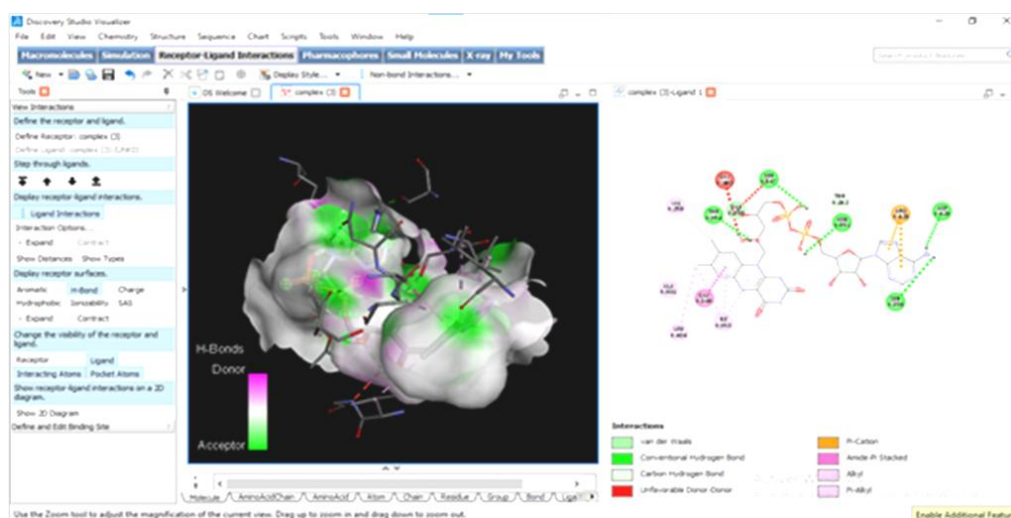 Discovery Studio Visualizer
File Edit View Chemistry Structure Sequence Chart Scripts Tools Window Help
Macromolecules Simulation Receptor-Ligand Interactions Pharmacophores Small Molecules X-ray My Tools
New Display Style... Non-bond Interactions...
Tools
View Interactions
Define the receptor and ligand.
Define Receptor: complex (3)
Define Ligand: complex (3)
Step through ligands.
Display receptor-ligand interactions.
Ligand Interactions
Interaction Options...
- Expand Contract
Show Distances Show Types
Display receptor surfaces.
Aromatic H-Bond Charge
Hydrophobic Ionizability SAS
- Expand Contract
Change the visibility of the receptor and
ligand.
Receptor Ligand
Interacting Atoms Pocket Atoms
Show receptor-ligand interactions on a 2D
diagram.
Show 2D Diagram
Define and Edit Binding Site
DS Welcome complex (3)
H-Bonds
Donor
Acceptor
Molecule AminoAcidChain AminoAcid Atom Chain Residue Group Bond
complex (3)-Ligand 1
Interactions
van der Waals
Conventional Hydrogen Bond
Carbon Hydrogen Bond
Unfavorable Donor-Donor
Pi-Cation
Amide-Pi Stacked
Alkyl
Pi-Alkyl
Use the Zoom tool to adjust the magnification of the current view. Drag up to zoom in and drag down to zoom out.
Enable Additional Featur